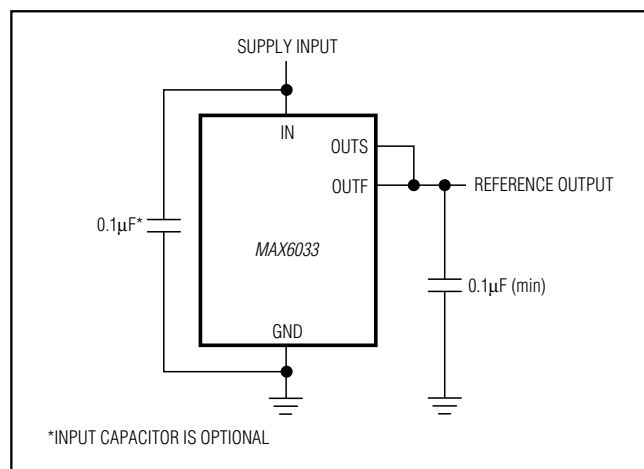 SUPPLY INPUT
IN
OUTS
OUTF
REFERENCE OUTPUT
0.1µF*
MAX6033
0.1µF (min)
GND
*INPUT CAPACITOR IS OPTIONAL